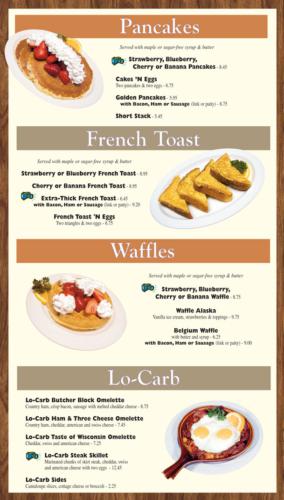 Pancakes
Served with maple or sugar-free syrup & butter
Strawberry, Blueberry,
Cherry or Banana Pancakes - 8.45
Cakes 'N Eggs
Two pancakes & two eggs - 6.75
Golden Pancakes - 5.95
with Bacon, Ham or Sausage (link or patty) - 8.75
Short Stack - 5.45
French Toast
Served with maple or sugar-free syrup & butter
Strawberry or Blueberry French Toast - 8.95
Cherry or Banana French Toast - 8.95
Extra-Thick French Toast - 6.45
with Bacon, Ham or Sausage (link or patty) - 9.20
French Toast 'N Eggs
Two triangles & two eggs - 6.75
Waffles
Served with maple or sugar-free syrup & butter
Strawberry, Blueberry,
Cherry or Banana Waffle - 8.75
Waffle Alaska
Vanilla ice cream, strawberries & toppings - 8.75
Belgium Waffle
with butter and syrup - 6.25
with Bacon, Ham or Sausage (link or patty) - 9.00
Lo-Carb
Lo-Carb Butcher Block Omelette
Country ham, crisp bacon, sausage with melted cheddar cheese - 8.75
Lo-Carb Ham & Three Cheese Omelette
Country ham, cheddar, american and swiss cheese - 7.45
Lo-Carb Taste of Wisconsin Omelette
Cheddar, swiss and american cheese - 7.25
Lo-Carb Steak Skillet
Marinated chunks of skirt steak, cheddar, swiss
and american cheese with two eggs - 12.45
Lo-Carb Sides
Cantaloupe slices, cottage cheese or broccoli - 2.25